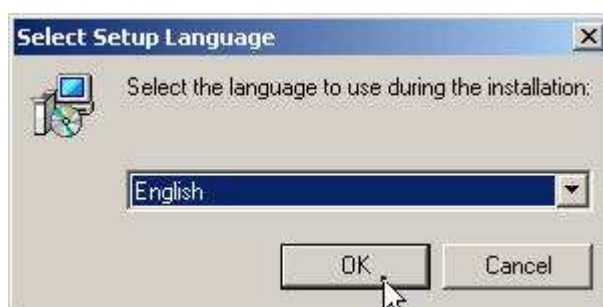 Select Setup Language
Select the language to use during the installation:
English
OK
Cancel